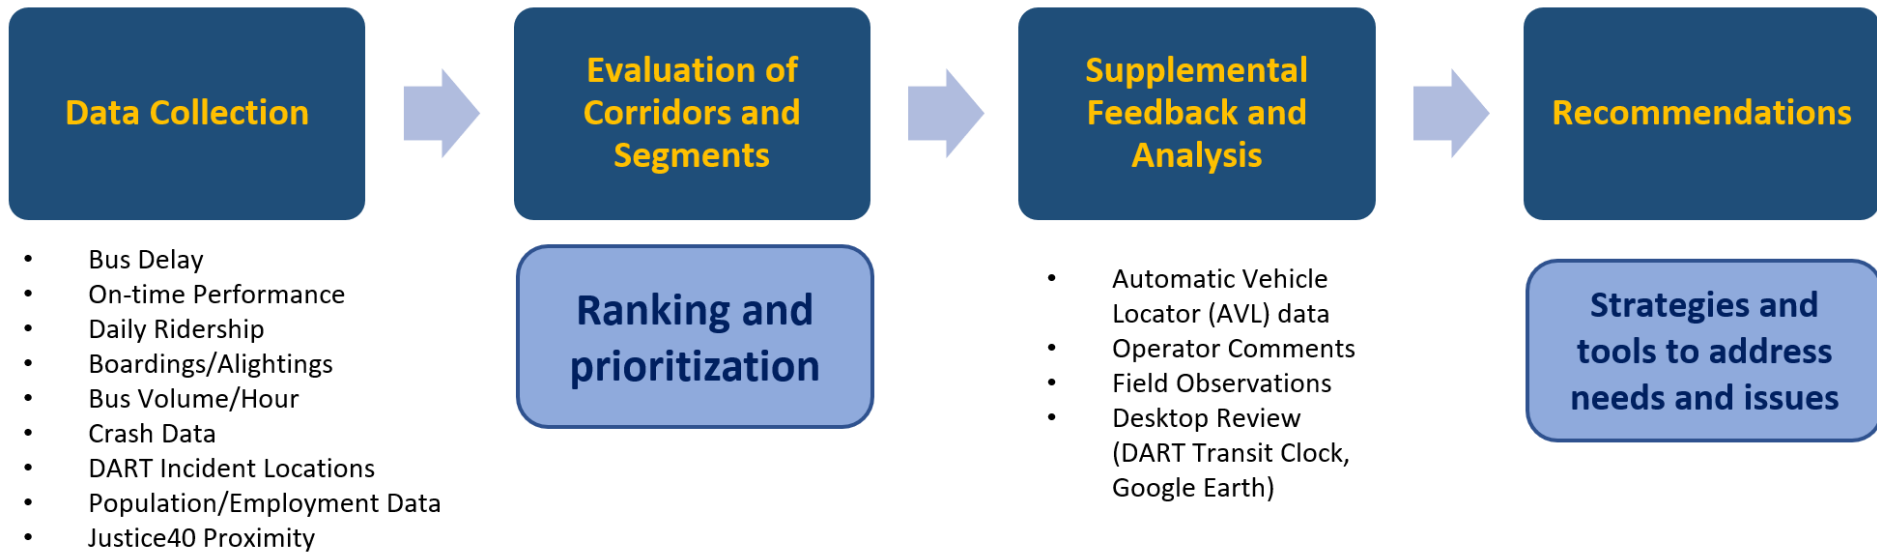 Data Collection
• Bus Delay
• On-time Performance
• Daily Ridership
• Boardings/Alightings
• Bus Volume/Hour
• Crash Data
• DART Incident Locations
• Population/Employment Data
• Justice40 Proximity
Evaluation of
Corridors and
Segments
Ranking and
prioritization
Supplemental
Feedback and
Analysis
• Automatic Vehicle
Locator (AVL) data
• Operator Comments
• Field Observations
• Desktop Review
(DART Transit Clock,
Google Earth)
Recommendations
Strategies and
tools to address
needs and issues